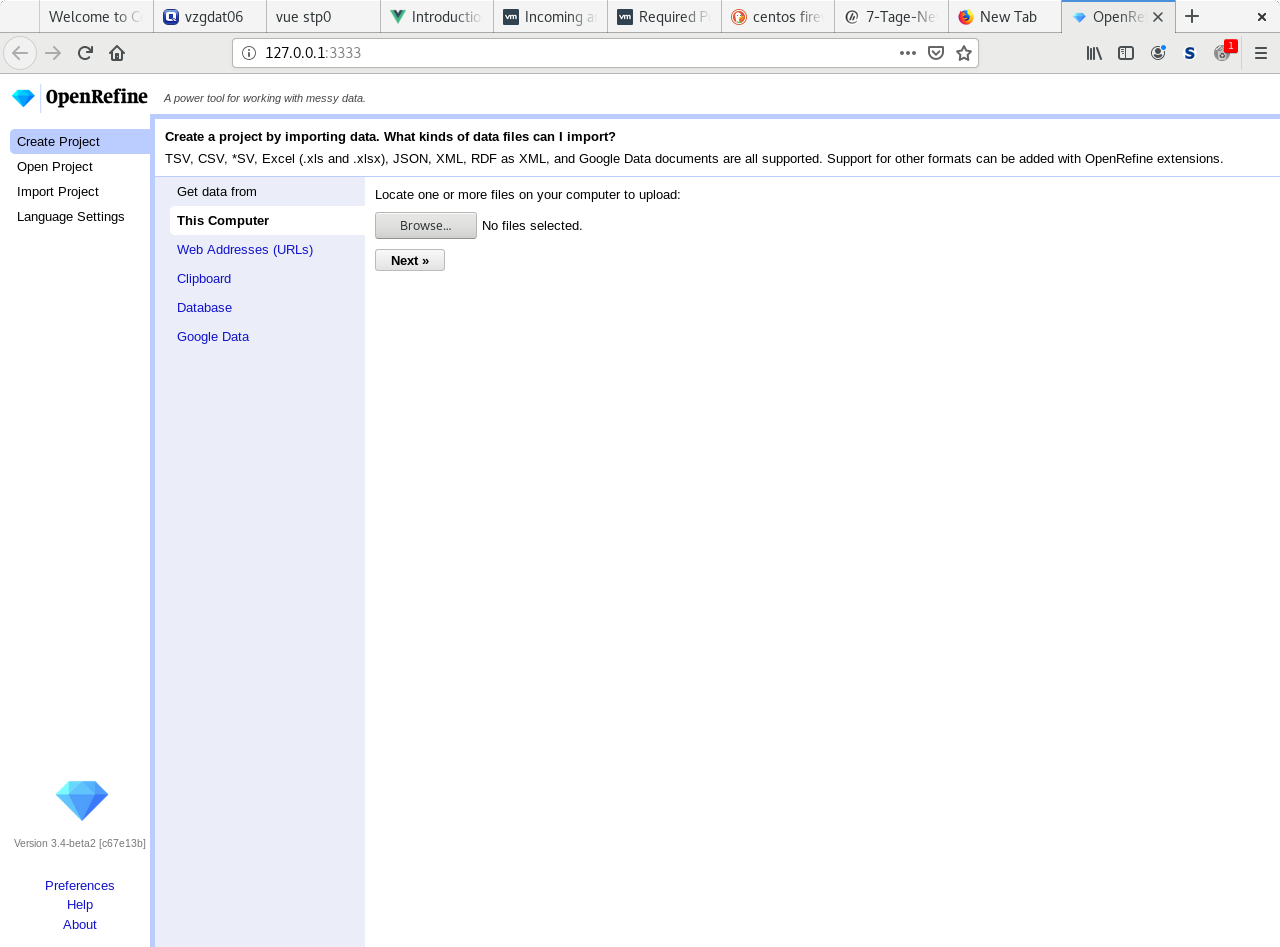 Welcome to C
vzgdat06
vue stp0
Introductio
Incoming a
Required P
centos fire
7-Tage-Ne
New Tab
OpenRe
127.0.0.1:3333
S
1
OpenRefine
A power tool for working with messy data.
Create Project
Open Project
Import Project
Language Settings
Create a project by importing data. What kinds of data files can I import?
TSV, CSV, *SV, Excel (.xls and .xlsx), JSON, XML, RDF as XML, and Google Data documents are all supported. Support for other formats can be added with OpenRefine extensions.
Get data from
This Computer
Web Addresses (URLs)
Clipboard
Database
Google Data
Locate one or more files on your computer to upload:
Browse... No files selected.
Next »
Version 3.4-beta2 [c67e13b]
Preferences
Help
About